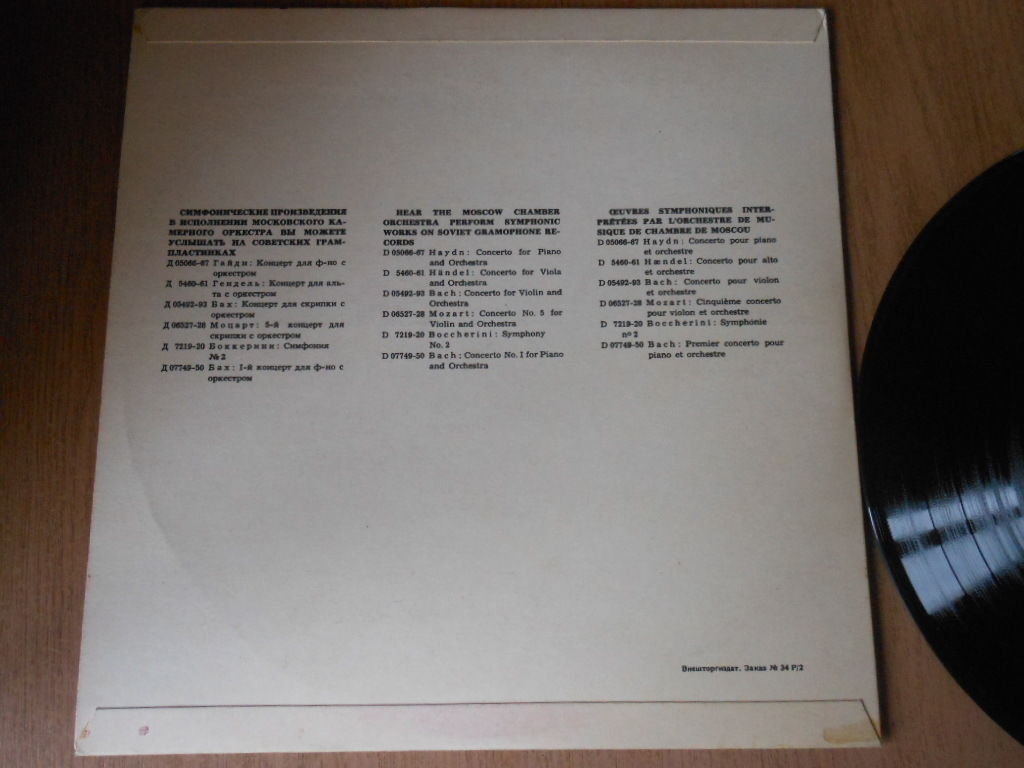 СИМФОНИЧЕСКИЕ ПРОИЗВЕДЕНИЯ
В ИСПОЛНЕНИИ МОСКОВСКОГО КА-
МЕРНОГО ОРКЕСТРА ВЫ МОЖЕТЕ
УСЛЫШАТЬ НА СОВЕТСКИХ ГРАМ-
ПЛАСТИНКАХ
Д 05066-67 Гайдн: Концерт для ф-но с
оркестром
Д 5460-61 Гендель: Концерт для аль-
та с оркестром
Д 05492-93 Бах: Концерт для скрипки с
оркестром
Д 06527-28 Моцарт: 5-й концерт для
скрипки с оркестром
Д 7219-20 Боккерини: Симфония
№ 2
Д 07749-50 Бах: I-й концерт для ф-но с
оркестром
HEAR THE MOSCOW CHAMBER
ORCHESTRA PERFORM SYMPHONIC
WORKS ON SOVIET GRAMOPHONE RE-
CORDS
D 05066-67 Haydn: Concerto for Piano
and Orchestra
D 5460-61 Händel: Concerto for Viola
and Orchestra
D 05492-93 Bach: Concerto for Violin and
Orchestra
D 06527-28 Mozart: Concerto No. 5 for
Violin and Orchestra
D 7219-20 Boccherini: Symphony
No. 2
D 07749-50 Bach: Concerto No. I for Piano
and Orchestra
ŒUVRES SYMPHONIQUES INTER-
PRÉTÉES PAR L'ORCHESTRE DE MU-
SIQUE DE CHAMBRE DE MOSCOU
D 05066-67 Haydn: Concerto pour piano
et orchestre
D 5460-61 Hændel: Concerto pour alto
et orchestre
D 05492-93 Bach: Concerto pour violon
et orchestre
D 06527-28 Mozart: Cinquième concerto
pour violon et orchestre
D 7219-20 Boccherini: Symphonie
nº 2
D 07749-50 Bach: Premier concerto pour
piano et orchestre
Внешторгиздат. Заказ № 34 Р/2